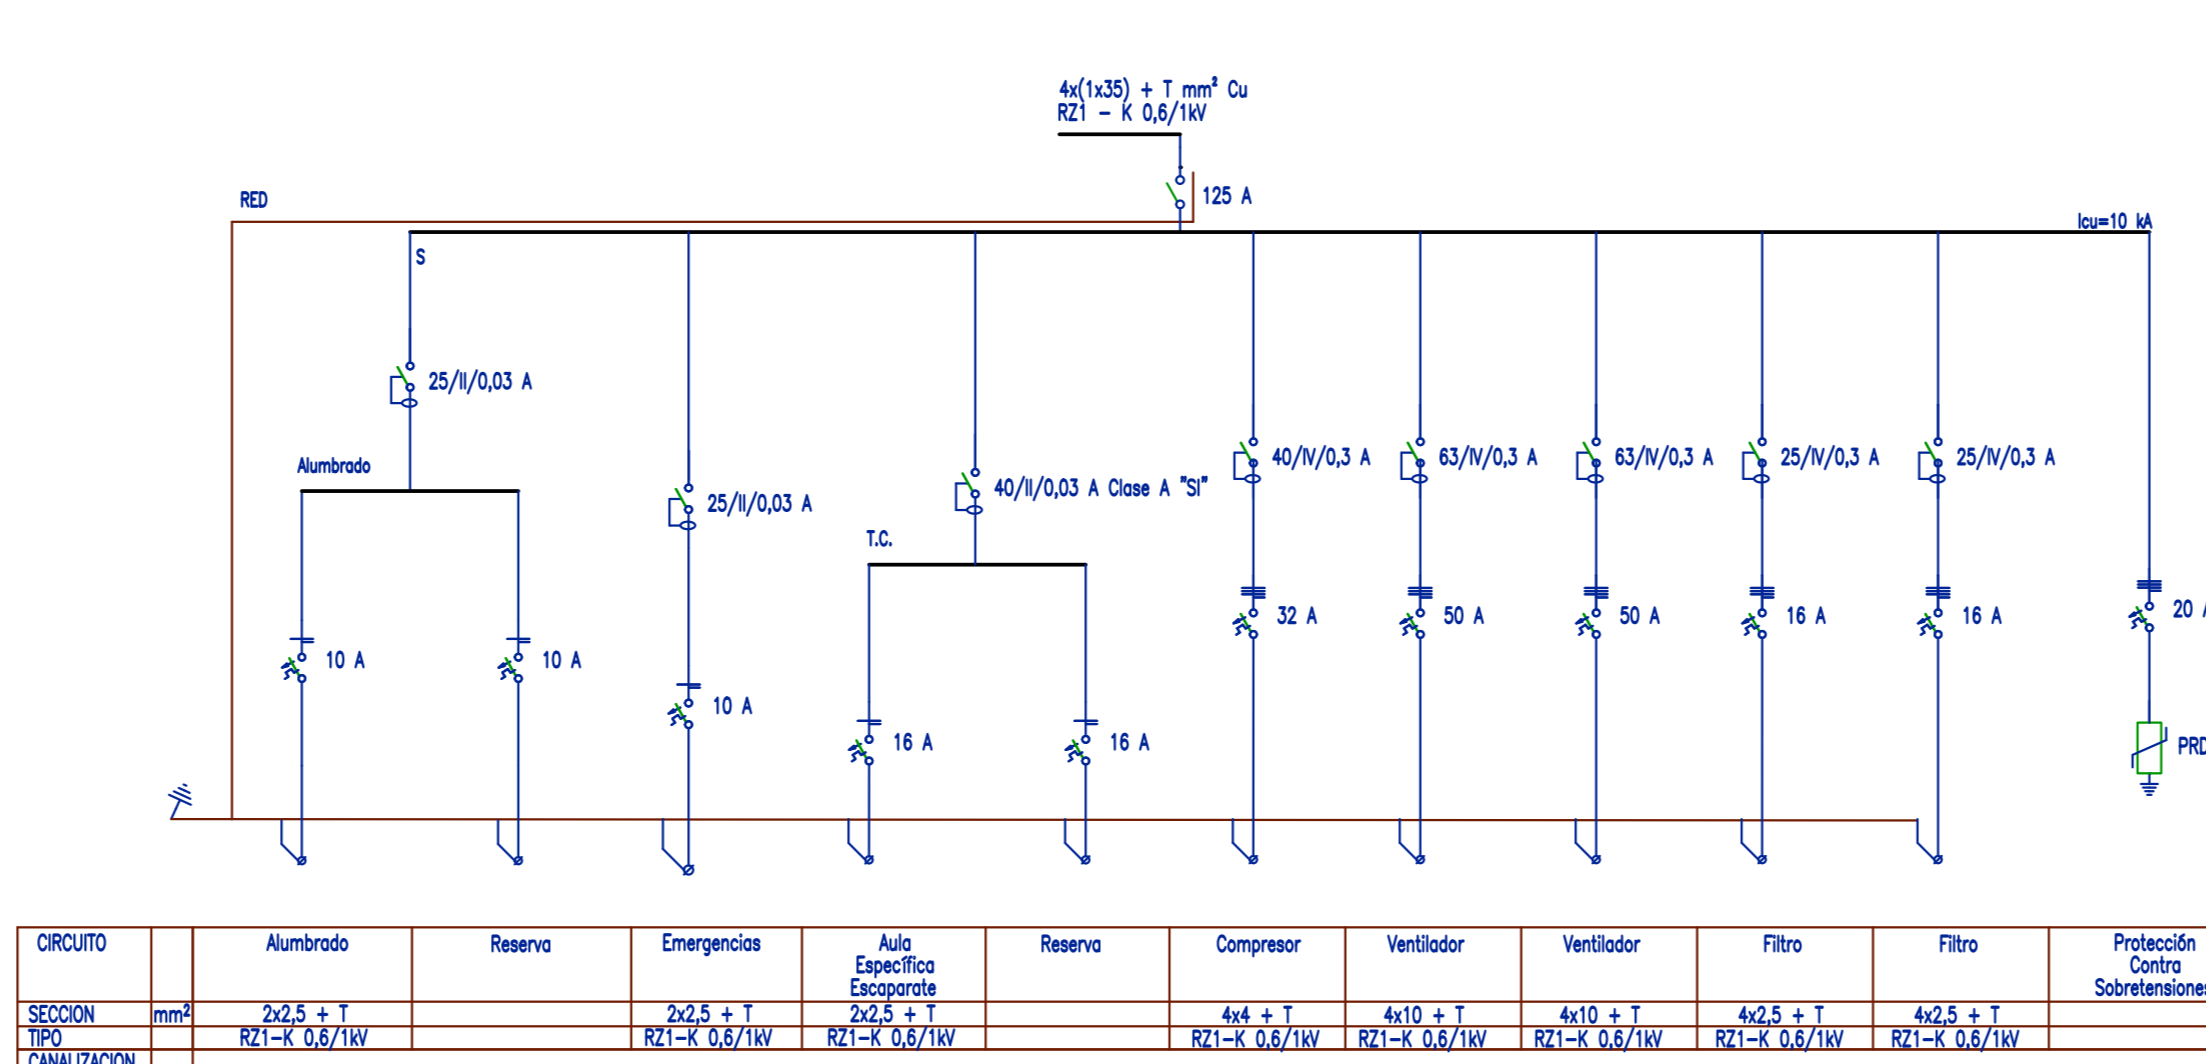 4x(1x35) + T mm² Cu
RZ1 - K 0,6/1kV
125 A
RED
Icu=10 kA
S
25/II/0,03 A
Alumbrado
40/IV/0,3 A
63/IV/0,3 A
63/IV/0,3 A
25/IV/0,3 A
25/IV/0,3 A
25/II/0,03 A
40/II/0,03 A Clase A "SI"
T.C.
32 A
50 A
50 A
16 A
16 A
20 A
10 A
10 A
10 A
16 A
16 A
PRD
CIRCUITO
Alumbrado
Reserva
Emergencias
Aula
Específica
Escaparate
Reserva
Compresor
Ventilador
Ventilador
Filtro
Filtro
Protección
Contra
Sobretensiones
SECCION mm² 2x2,5 + T 2x2,5 + T 2x2,5 + T 4x4 + T 4x10 + T 4x10 + T 4x2,5 + T 4x2,5 + T
TIPO RZ1-K 0,6/1kV RZ1-K 0,6/1kV RZ1-K 0,6/1kV RZ1-K 0,6/1kV RZ1-K 0,6/1kV RZ1-K 0,6/1kV RZ1-K 0,6/1kV RZ1-K 0,6/1kV
CANALIZACION